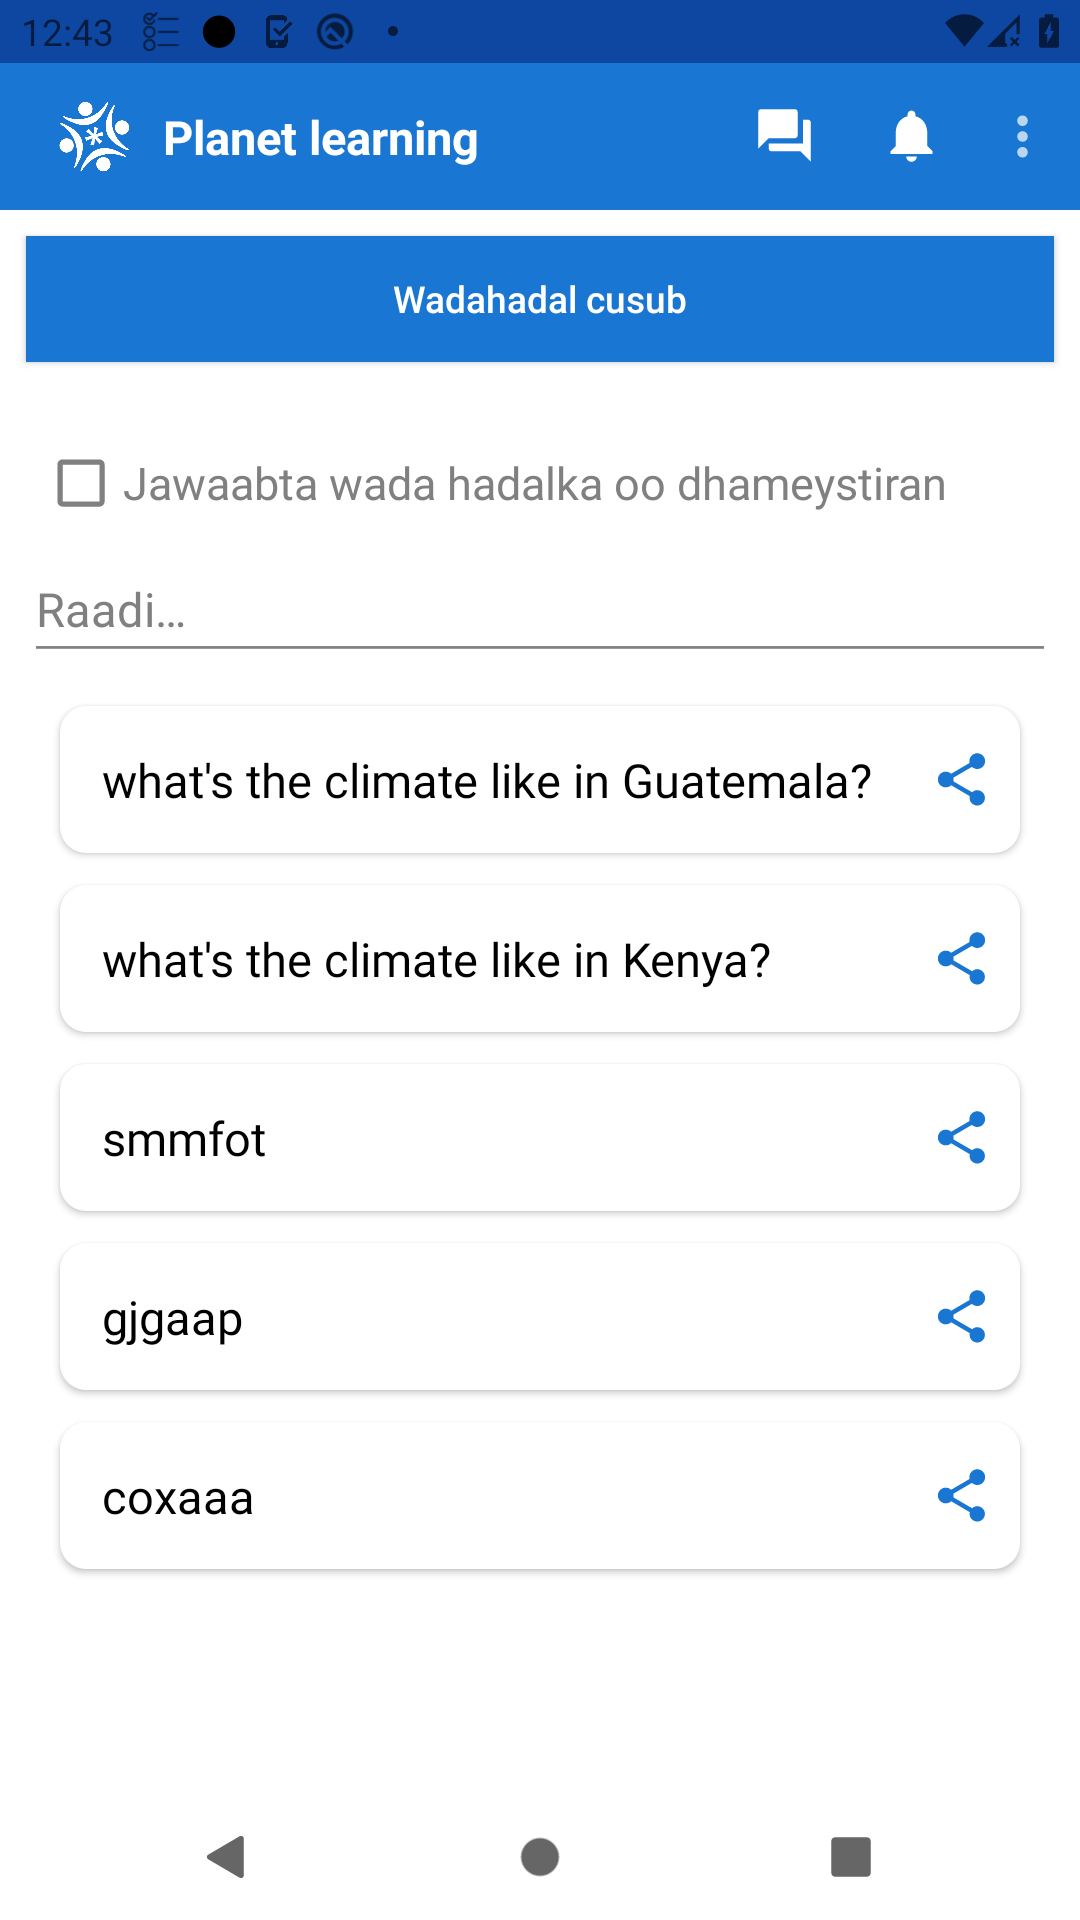 12:43
Planet learning
Wadahadal cusub
Jawaabta wada hadalka oo dhameystiran
Raadi...
what's the climate like in Guatemala?
what's the climate like in Kenya?
smmfot
gjgaap
coxaaa